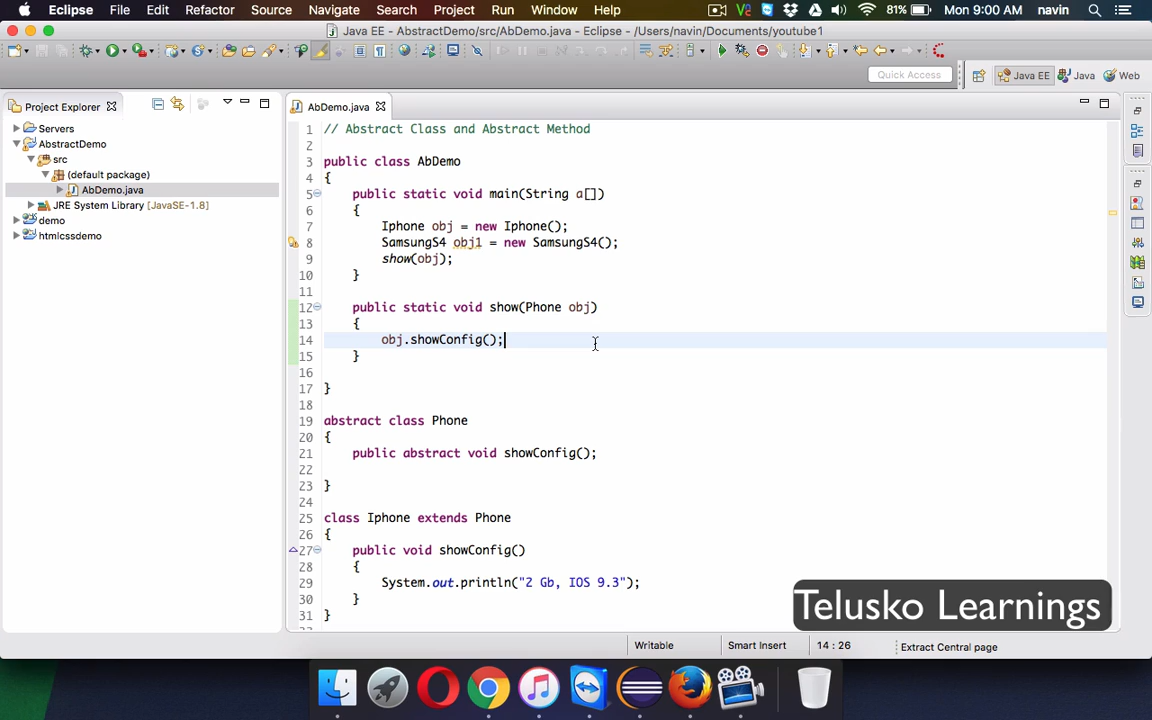 Eclipse File Edit Refactor Source Navigate Search Project Run Window Help 81% Mon 9:00 AM navin
Java EE - AbstractDemo/src/AbDemo.java - Eclipse - /Users/navin/Documents/youtube1
Quick Access Java EE Java Web
Project Explorer
AbDemo.java
Servers
AbstractDemo
src
(default package)
AbDemo.java
JRE System Library [JavaSE-1.8]
demo
htmlcssdemo
1 // Abstract Class and Abstract Method
2
3 public class AbDemo
4 {
5 public static void main(String a[])
6 {
7 Iphone obj = new Iphone();
8 SamsungS4 obj1 = new SamsungS4();
9 show(obj);
10 }
11
12 public static void show(Phone obj)
13 {
14 obj.showConfig();
15 }
16
17 }
18
19 abstract class Phone
20 {
21 public abstract void showConfig();
22
23 }
24
25 class Iphone extends Phone
26 {
27 public void showConfig()
28 {
29 System.out.println("2 Gb, IOS 9.3");
30 }
31 }
Telusko Learnings
Writable Smart Insert 14 : 26 Extract Central page